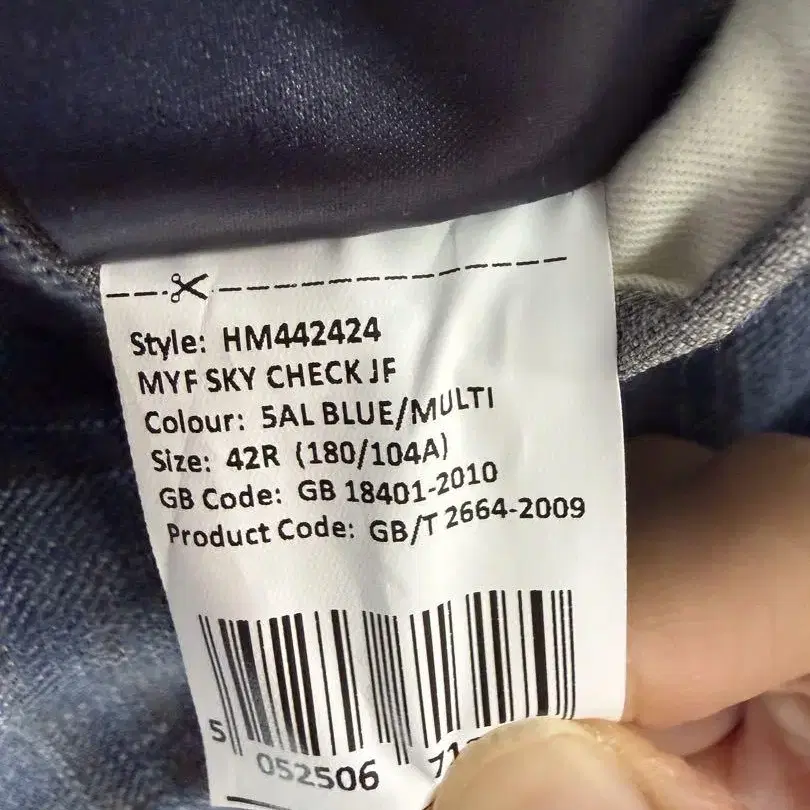 Style: HM442424
MYF SKY CHECK JF
Colour: 5AL BLUE/MULTI
Size: 42R (180/104A)
GB Code: GB 18401-2010
Product Code: GB/T 2664-2009
5 052506 71